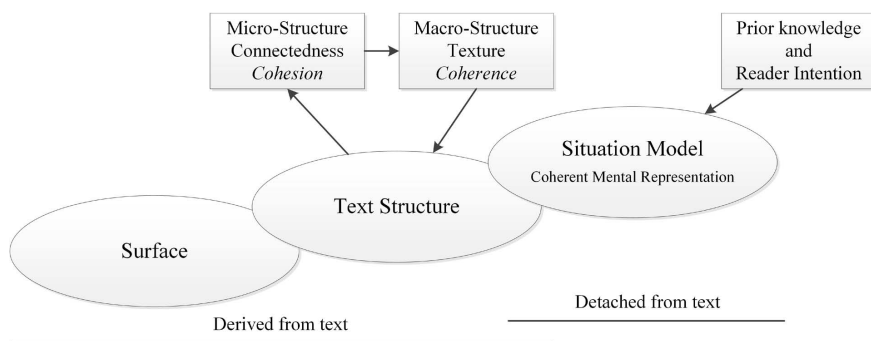 Micro-Structure
Connectedness
Cohesion
Macro-Structure
Texture
Coherence
Prior knowledge
and
Reader Intention
Situation Model
Coherent Mental Representation
Text Structure
Surface
Detached from text
Derived from text